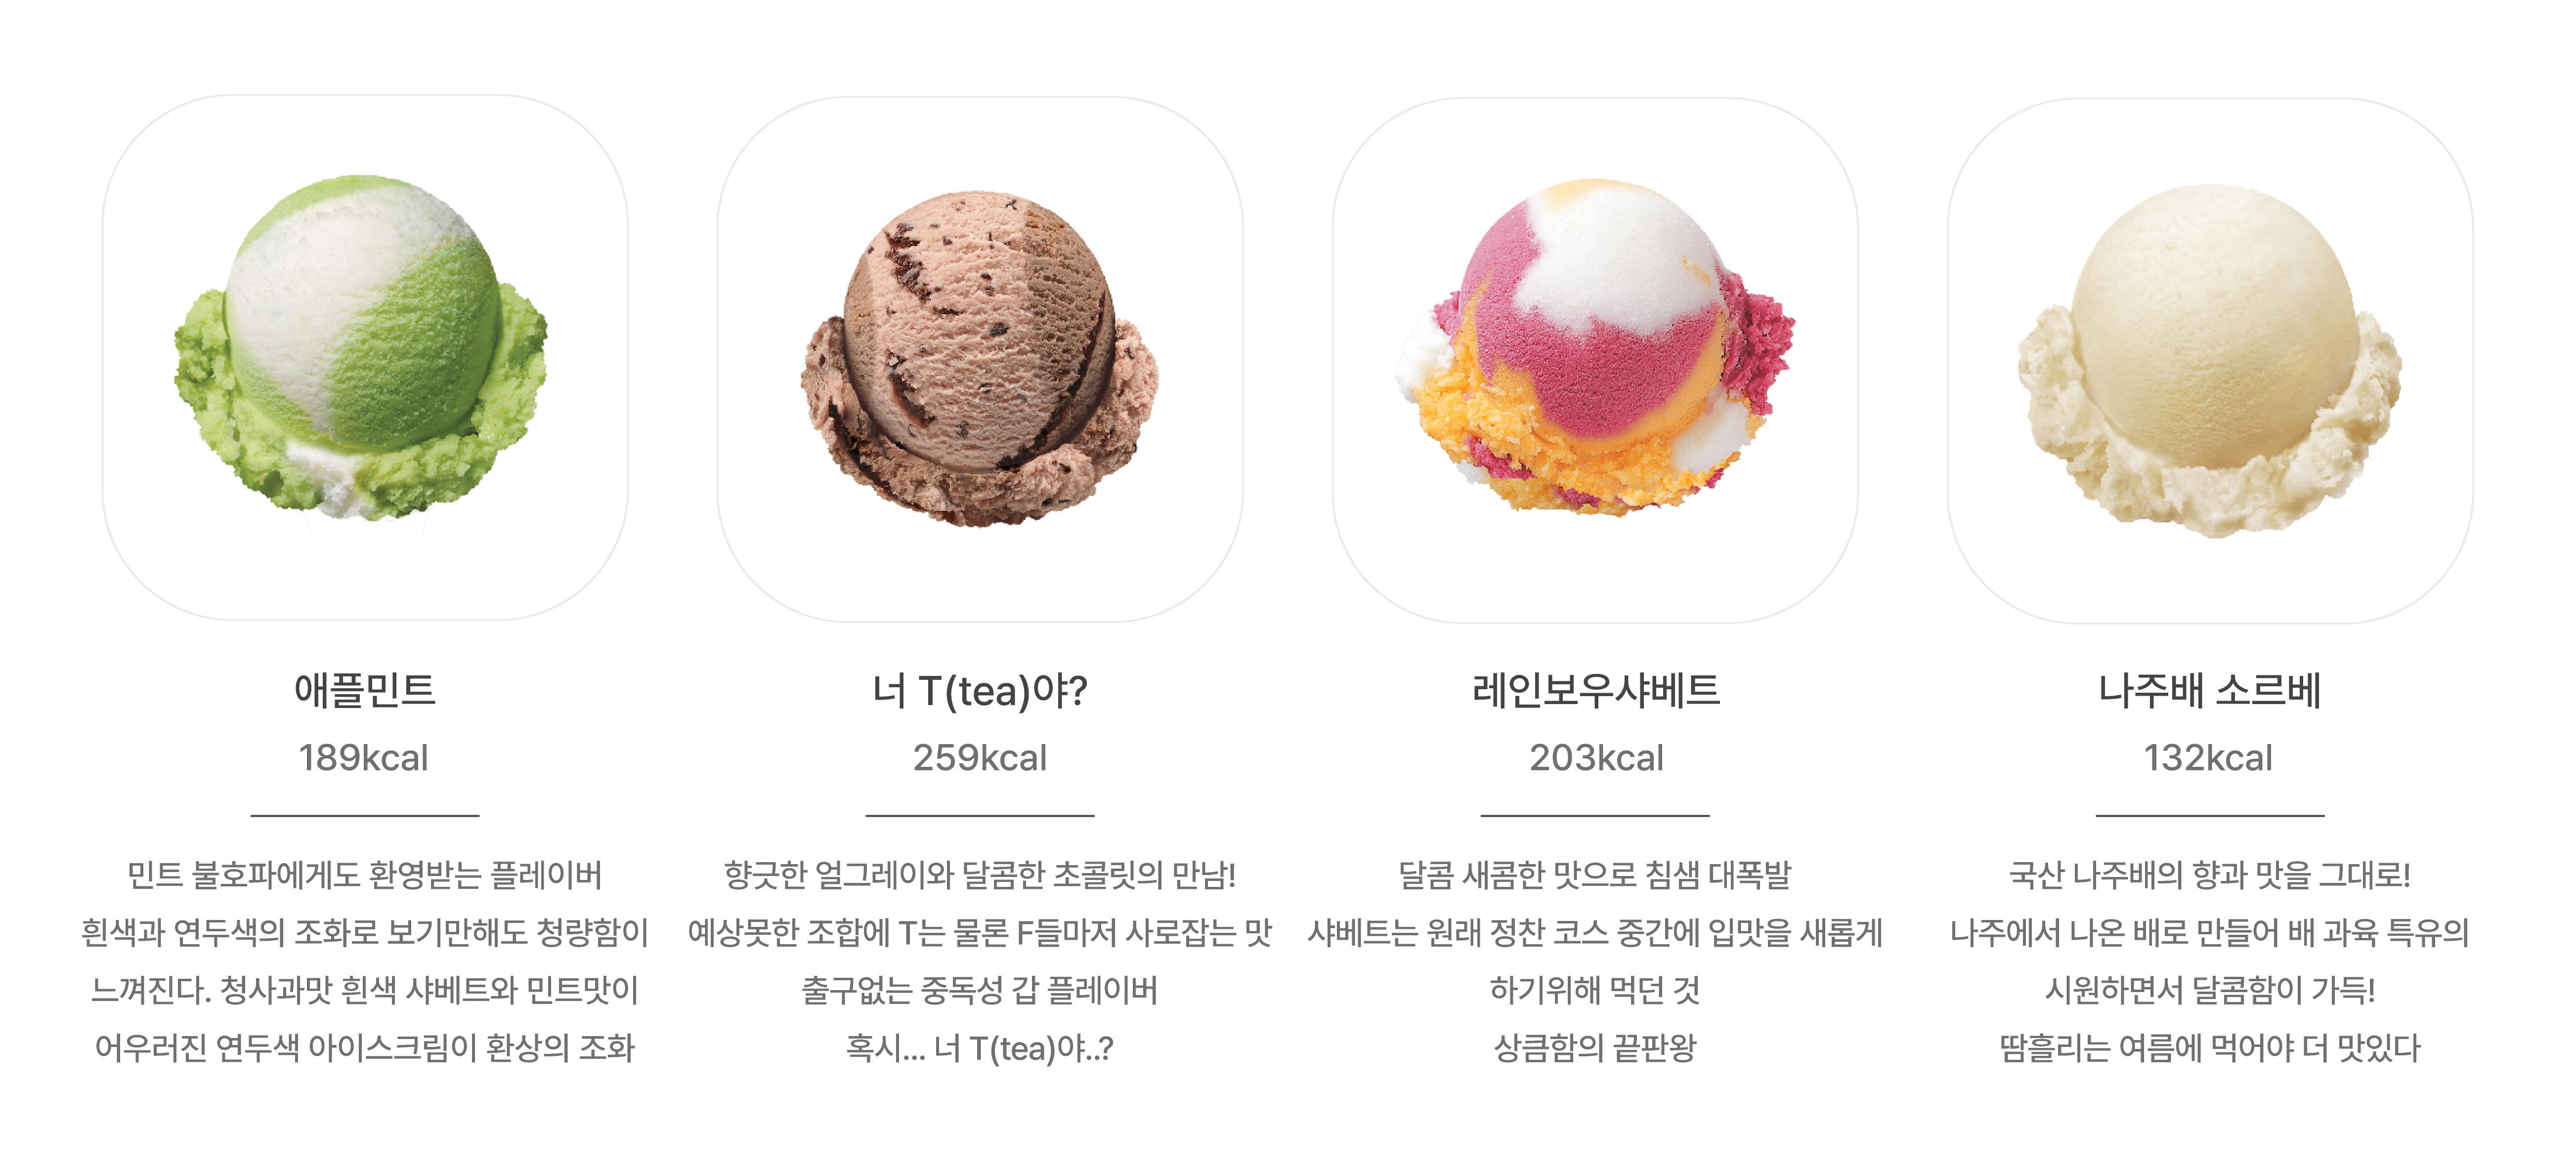 애플민트
189kcal
민트 불호파에게도 환영받는 플레이버
흰색과 연두색의 조화로 보기만해도 청량함이
느껴진다. 청사과맛 흰색 샤베트와 민트맛이
어우러진 연두색 아이스크림이 환상의 조화
너 T(tea)야?
259kcal
향긋한 얼그레이와 달콤한 초콜릿의 만남!
예상못한 조합에 T는 물론 F들마저 사로잡는 맛
출구없는 중독성 갑 플레이버
혹시... 너 T(tea)야..?
레인보우샤베트
203kcal
달콤 새콤한 맛으로 침샘 대폭발
샤베트는 원래 정찬 코스 중간에 입맛을 새롭게
하기위해 먹던 것
상큼함의 끝판왕
나주배 소르베
132kcal
국산 나주배의 향과 맛을 그대로!
나주에서 나온 배로 만들어 배 과육 특유의
시원하면서 달콤함이 가득!
땀흘리는 여름에 먹어야 더 맛있다